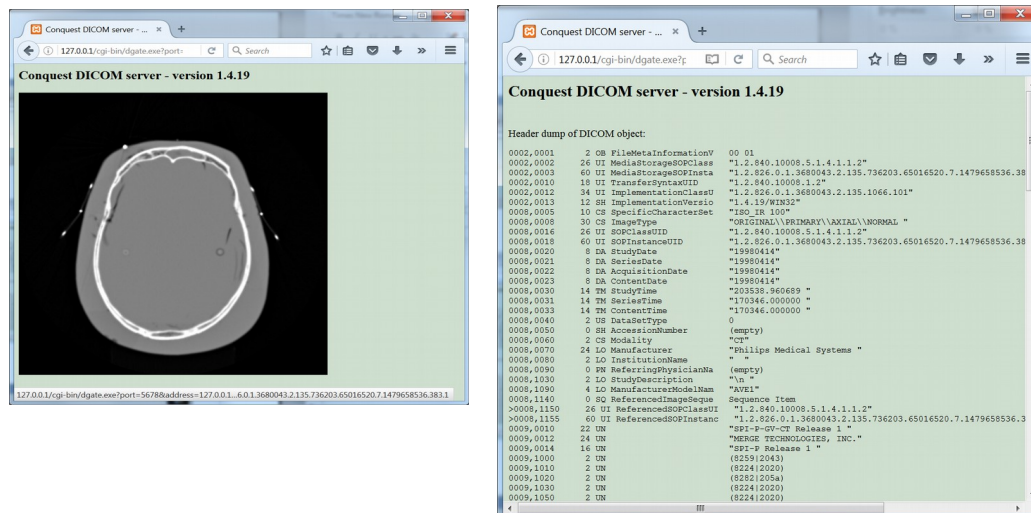 Conquest DICOM server - ... × +
127.0.0.1/cgi-bin/dgate.exe?port= Search
Conquest DICOM server - version 1.4.19
127.0.0.1/cgi-bin/dgate.exe?port=5678&address=127.0.0.1...6.0.1.3680043.2.135.736203.65016520.7.1479658536.383.1
Conquest DICOM server - ... × +
127.0.0.1/cgi-bin/dgate.exe?p Search
Conquest DICOM server - version 1.4.19
Header dump of DICOM object:
0002,0001 2 OB FileMetaInformationV 00 01
0002,0002 26 UI MediaStorageSOPClass "1.2.840.10008.5.1.4.1.1.2"
0002,0003 60 UI MediaStorageSOPInsta "1.2.826.0.1.3680043.2.135.736203.65016520.7.1479658536.38
0002,0010 18 UI TransferSyntaxUID "1.2.840.10008.1.2"
0002,0012 34 UI ImplementationClassU "1.2.826.0.1.3680043.2.135.1066.101"
0002,0013 12 SH ImplementationVersio "1.4.19/WIN32"
0008,0005 10 CS SpecificCharacterSet "ISO_IR 100"
0008,0008 30 CS ImageType "ORIGINAL\\PRIMARY\\AXIAL\\NORMAL "
0008,0016 26 UI SOPClassUID "1.2.840.10008.5.1.4.1.1.2"
0008,0018 60 UI SOPInstanceUID "1.2.826.0.1.3680043.2.135.736203.65016520.7.1479658536.38
0008,0020 8 DA StudyDate "19980414"
0008,0021 8 DA SeriesDate "19980414"
0008,0022 8 DA AcquisitionDate "19980414"
0008,0023 8 DA ContentDate "19980414"
0008,0030 14 TM StudyTime "203538.960689 "
0008,0031 14 TM SeriesTime "170346.000000 "
0008,0033 14 TM ContentTime "170346.000000 "
0008,0040 2 US DataSetType 0
0008,0050 0 SH AccessionNumber (empty)
0008,0060 2 CS Modality "CT"
0008,0070 24 LO Manufacturer "Philips Medical Systems "
0008,0080 2 LO InstitutionName "  "
0008,0090 0 PN ReferringPhysicianNa (empty)
0008,1030 2 LO StudyDescription "\n "
0008,1090 4 LO ManufacturerModelNam "AVE1"
0008,1140 0 SQ ReferencedImageSeque Sequence Item
>0008,1150 26 UI ReferencedSOPClassUI "1.2.840.10008.5.1.4.1.1.2"
>0008,1155 60 UI ReferencedSOPInstanc "1.2.826.0.1.3680043.2.135.736203.65016520.7.1479658536.3
0009,0010 22 UN "SPI-P-GV-CT Release 1 "
0009,0012 24 UN "MERGE TECHNOLOGIES, INC."
0009,0014 16 UN "SPI-P Release 1 "
0009,1000 2 UN (8259|2043)
0009,1010 2 UN (8224|2020)
0009,1020 2 UN (8282|205a)
0009,1030 2 UN (8224|2020)
0009,1050 2 UN (8224|2020)